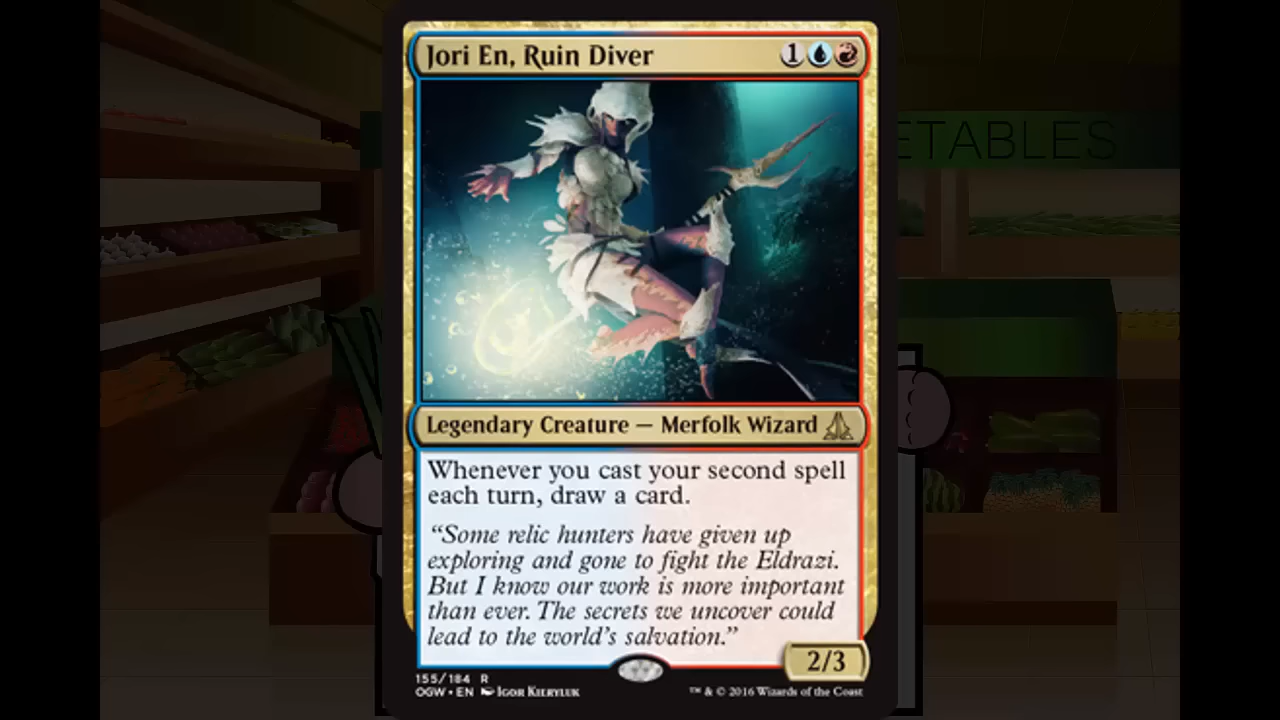 Jori En, Ruin Diver
1
ETABLES
Legendary Creature — Merfolk Wizard
Whenever you cast your second spell
each turn, draw a card.
“Some relic hunters have given up
exploring and gone to fight the Eldrazi.
But I know our work is more important
than ever. The secrets we uncover could
lead to the world’s salvation.”
2/3
155/184 R
OGW • EN Igor Kieryluk
™ & © 2016 Wizards of the Coast